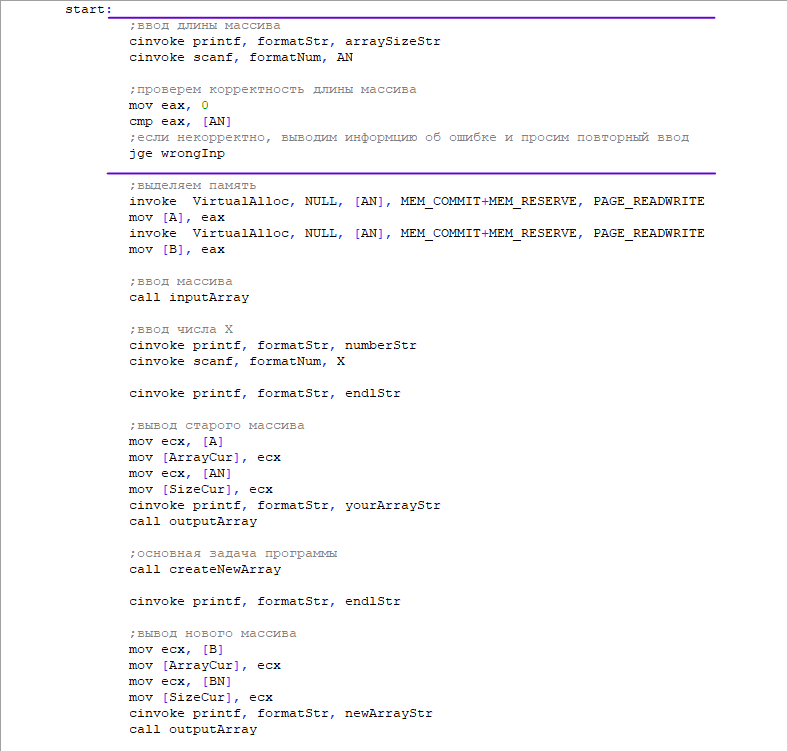 start:
;ввод длины массива
cinvoke printf, formatStr, arraySizeStr
cinvoke scanf, formatNum, AN
;проверем корректность длины массива
mov eax, 0
cmp eax, [AN]
;если некорректно, выводим информцию об ошибке и просим повторный ввод
jge wrongInp
;выделяем память
invoke  VirtualAlloc, NULL, [AN], MEM_COMMIT+MEM_RESERVE, PAGE_READWRITE
mov [A], eax
invoke  VirtualAlloc, NULL, [AN], MEM_COMMIT+MEM_RESERVE, PAGE_READWRITE
mov [B], eax
;ввод массива
call inputArray
;ввод числа X
cinvoke printf, formatStr, numberStr
cinvoke scanf, formatNum, X
cinvoke printf, formatStr, endlStr
;вывод старого массива
mov ecx, [A]
mov [ArrayCur], ecx
mov ecx, [AN]
mov [SizeCur], ecx
cinvoke printf, formatStr, yourArrayStr
call outputArray
;основная задача программы
call createNewArray
cinvoke printf, formatStr, endlStr
;вывод нового массива
mov ecx, [B]
mov [ArrayCur], ecx
mov ecx, [BN]
mov [SizeCur], ecx
cinvoke printf, formatStr, newArrayStr
call outputArray